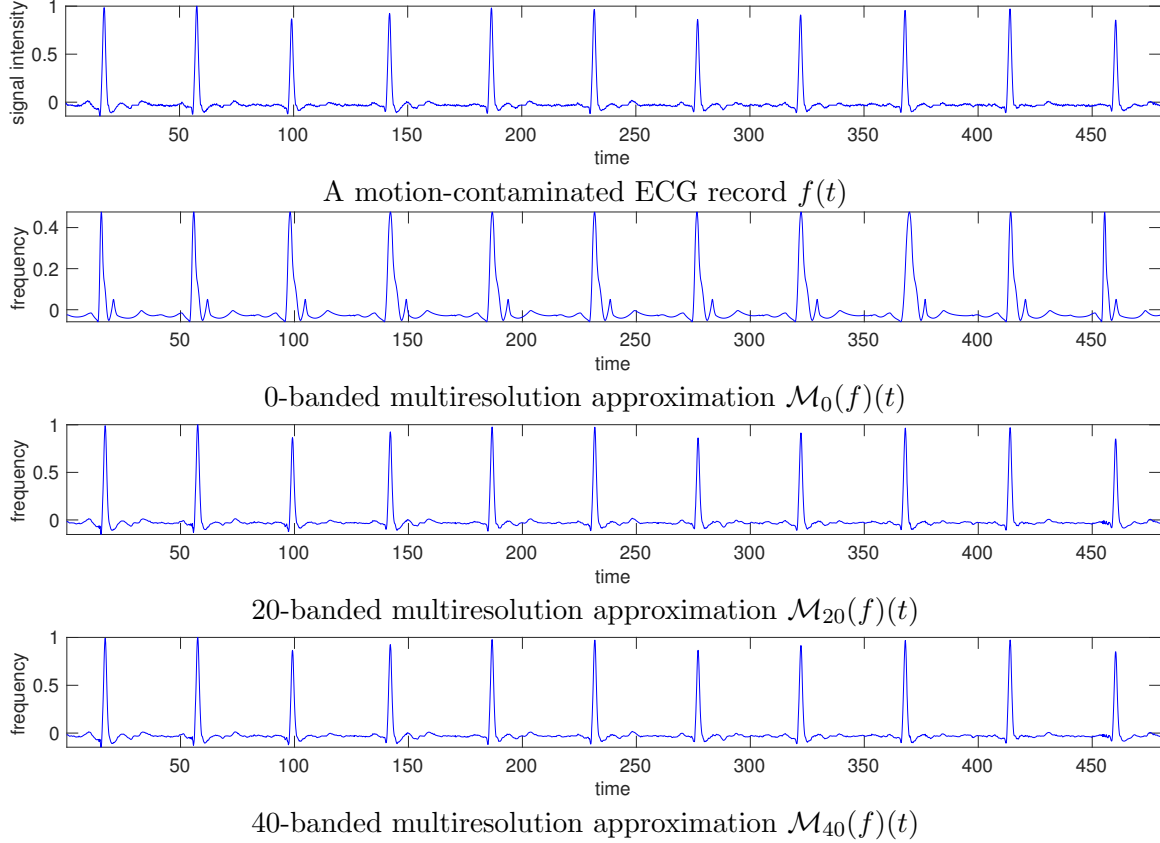 1
0.5
0
signal intensity
50 100 150 200 250 300 350 400 450
time
A motion-contaminated ECG record f(t)
0.4
0.2
0
frequency
50 100 150 200 250 300 350 400 450
time
0-banded multiresolution approximation ℳ₀(f)(t)
1
0.5
0
frequency
50 100 150 200 250 300 350 400 450
time
20-banded multiresolution approximation ℳ₂₀(f)(t)
1
0.5
0
frequency
50 100 150 200 250 300 350 400 450
time
40-banded multiresolution approximation ℳ₄₀(f)(t)